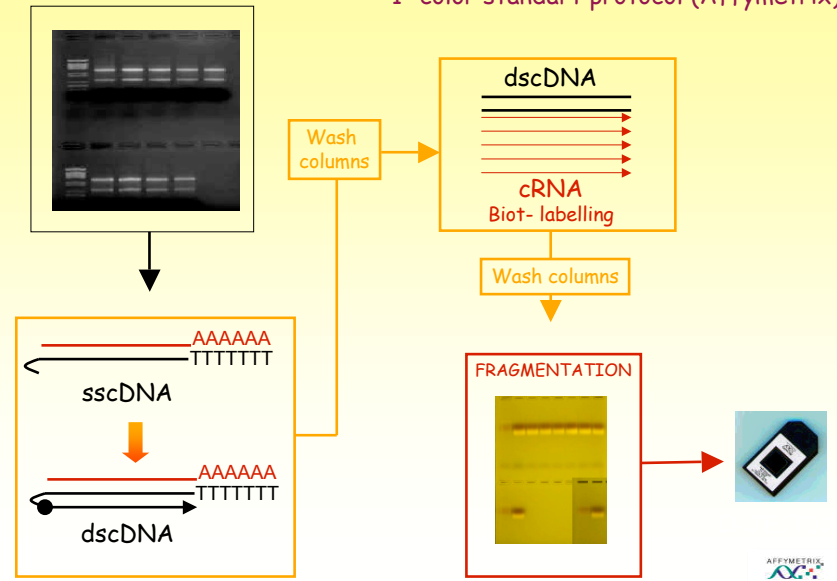 1- color standart protocol (Affymetrix)
dscDNA
Wash
columns
cRNA
Biot- labelling
Wash columns
AAAAAA
TTTTTTT
sscDNA
AAAAAA
TTTTTTT
dscDNA
FRAGMENTATION
AFFYMETRIX